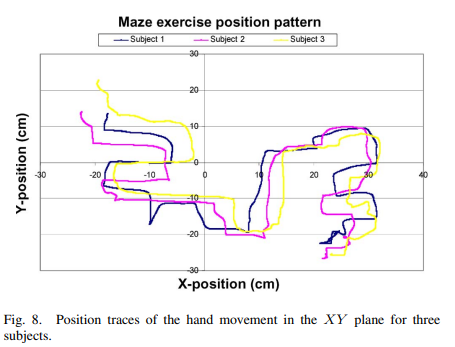 Maze exercise position pattern
Subject 1 Subject 2 Subject 3
30
20
10
0
-30 -20 -10 0 10 20 30 40
-10
-20
-30
Y-position (cm)
X-position (cm)
Fig. 8. Position traces of the hand movement in the XY plane for three
subjects.